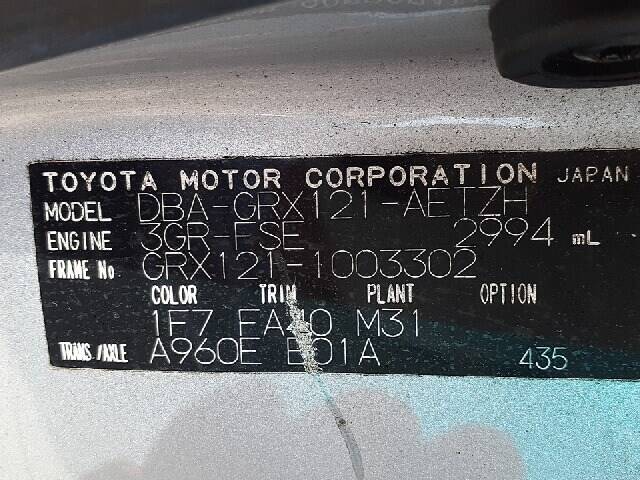 TOYOTA MOTOR CORPORATION JAPAN
MODEL DBA-GRX121-AETZH
ENGINE 3GR-FSE 2994 mL
FRAME No GRX121-1003302
COLOR TRIM PLANT OPTION
1F7 FA40 M31
TRANS./AXLE A960E B01A 435